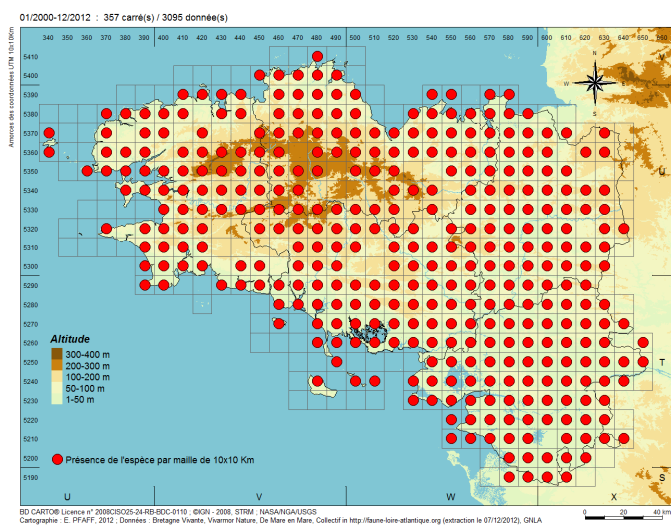 01/2000-12/2012 : 357 carré(s) / 3095 donnée(s)
340 350 360 370 380 390 400 410 420 430 440 450 460 470 480 490 500 510 520 530 540 550 560 570 580 590 600 610 620 630 640 650 660
Amorces des coordonnées UTM 10x10Km
5410
5400
5390
5380
5370
5360
5350
5340
5330
5320
5310
5300
5290
5280
5270
5260
5250
5240
5230
5220
5210
5200
5190
N
W
E
S
V
U
T
S
Altitude
300-400 m
200-300 m
100-200 m
50-100 m
1-50 m
Présence de l'espèce par maille de 10x10 Km
U V W X
0 20 40 km
BD CARTO® Licence n° 2008CISO25-24-RB-BDC-0110 ; ©IGN - 2008, STRM ; NASA/NGA/USGS
Cartographie : E. PFAFF, 2012 ; Données : Bretagne Vivante, Vivarmor Nature, De Mare en Mare, Collectif in http://faune-loire-atlantique.org (extraction le 07/12/2012), GNLA